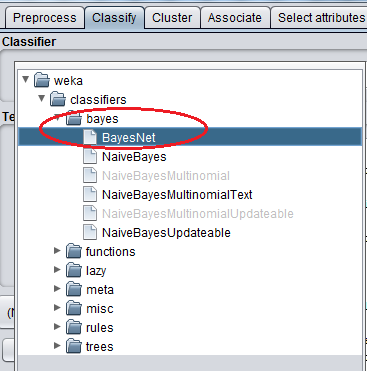 Preprocess Classify Cluster Associate Select attributes
Classifier
weka
classifiers
bayes
BayesNet
NaiveBayes
NaiveBayesMultinomial
NaiveBayesMultinomialText
NaiveBayesMultinomialUpdateable
NaiveBayesUpdateable
functions
lazy
meta
misc
rules
trees